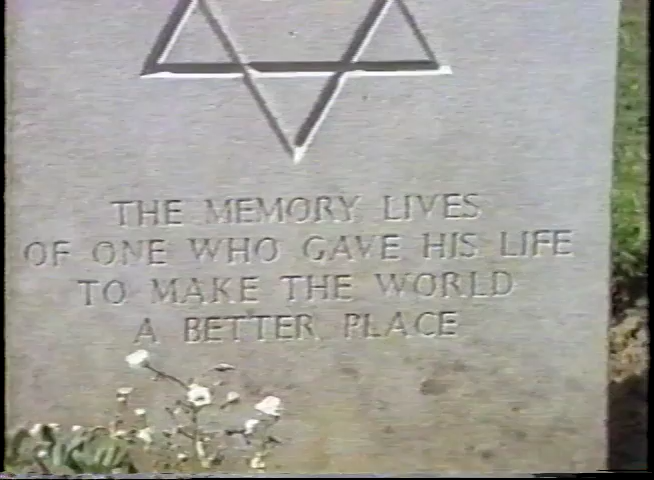 THE MEMORY LIVES
OF ONE WHO GAVE HIS LIFE
TO MAKE THE WORLD
A BETTER PLACE